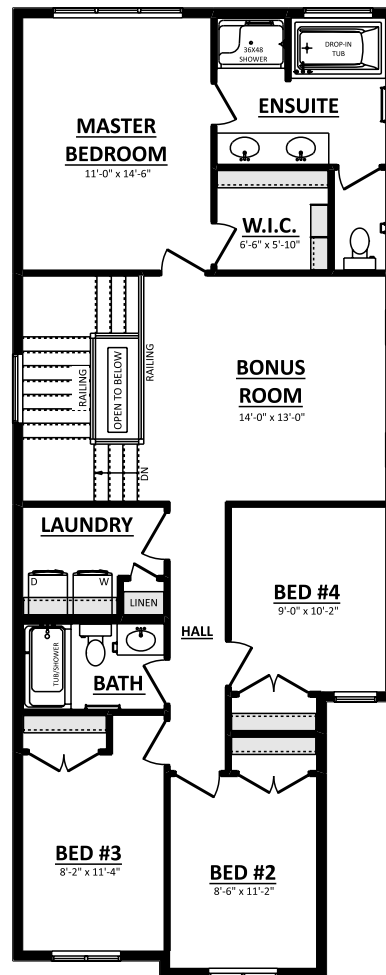 36X48
SHOWER
DROP-IN
TUB
ENSUITE
MASTER
BEDROOM
11'-0" x 14'-6"
W.I.C.
6'-6" x 5'-10"
RAILING
OPEN TO BELOW
RAILING
BONUS
ROOM
14'-0" x 13'-0"
DN
LAUNDRY
D
W
LINEN
BED #4
9'-0" x 10'-2"
HALL
TUB/SHOWER
BATH
BED #3
8'-2" x 11'-4"
BED #2
8'-6" x 11'-2"